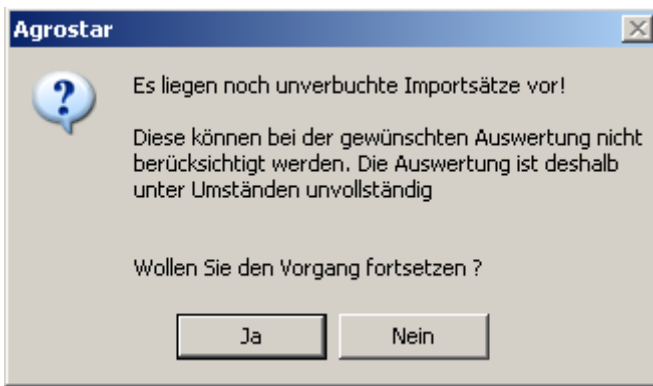 Agrostar
Es liegen noch unverbuchte Importsätze vor!
Diese können bei der gewünschten Auswertung nicht
berücksichtigt werden. Die Auswertung ist deshalb
unter Umständen unvollständig
Wollen Sie den Vorgang fortsetzen ?
Ja
Nein